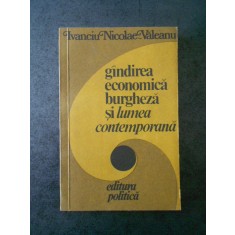 Ivanciu Nicolae-Văleanu
gîndirea
economică
burgheză
și lumea
contemporană
editura
politică